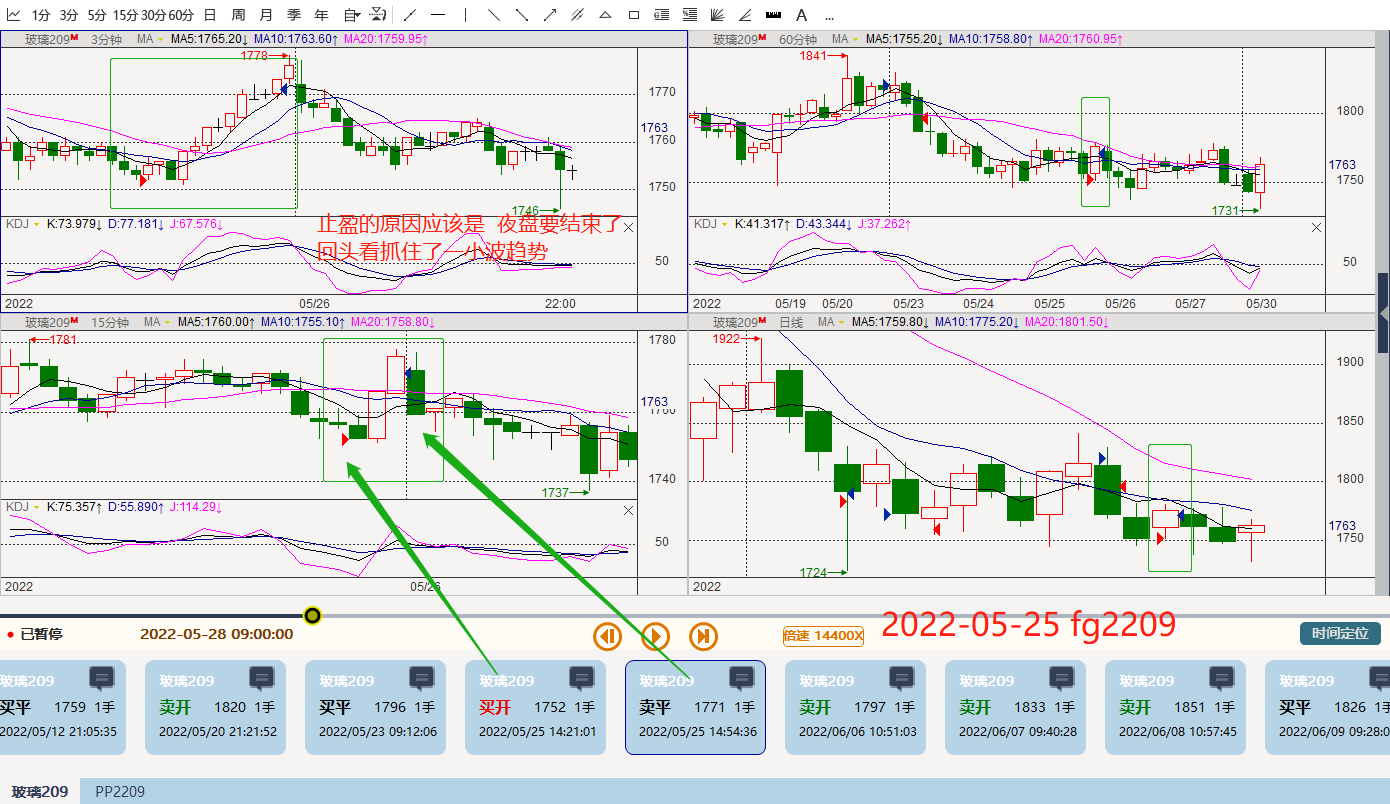 1分 3分 5分 15分 30分 60分 日 周 月 季 年 自 A ...
玻璃209M 3分钟 MA MA5:1765.20↓ MA10:1763.60↑ MA20:1759.95↑
1778
1770
1763
1760
1750
1746
止盈的原因应该是 夜盘要结束了
回头看抓住了一小波趋势
KDJ K:73.979↓ D:77.181↓ J:67.576↓
50
2022 05/26 22:00
玻璃209M 60分钟 MA MA5:1755.20↓ MA10:1758.80↑ MA20:1760.95↑
1841
1800
1763
1750
1731
KDJ K:41.317↑ D:43.344↓ J:37.262↑
50
2022 05/19 05/20 05/23 05/24 05/25 05/26 05/27 05/30
玻璃209M 15分钟 MA MA5:1760.00↑ MA10:1755.10↑ MA20:1758.80↓
1781
1780
1763
1760
1740
1737
KDJ K:75.357↑ D:55.890↑ J:114.29↓
50
2022 05/26
玻璃209M 日线 MA MA5:1759.80↓ MA10:1775.20↓ MA20:1801.50↓
1922
1900
1850
1800
1763
1750
1724
2022
已暂停 2022-05-28 09:00:00 倍速 14400X 2022-05-25 fg2209 时间定位
玻璃209
买平 1759 1手
2022/05/12 21:05:35
玻璃209
卖开 1820 1手
2022/05/20 21:21:52
玻璃209
买平 1796 1手
2022/05/23 09:12:06
玻璃209
买开 1752 1手
2022/05/25 14:21:01
玻璃209
卖平 1771 1手
2022/05/25 14:54:36
玻璃209
卖开 1797 1手
2022/06/06 10:51:03
玻璃209
卖开 1833 1手
2022/06/07 09:40:28
玻璃209
卖开 1851 1手
2022/06/08 10:57:45
玻璃209
买平 1826 1手
2022/06/09 09:28:0
玻璃209 PP2209